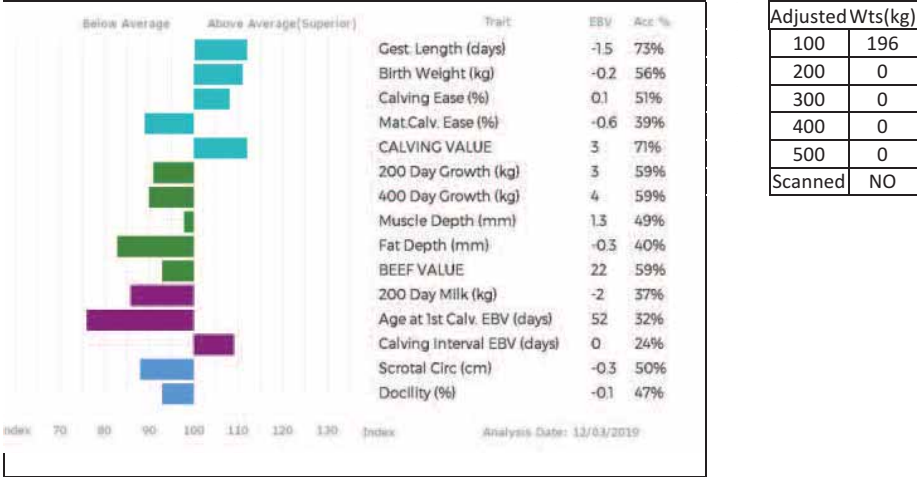 Below Average Above Average(Superior) Trait EBV Acc %
Gest. Length (days) -1.5 73%
Birth Weight (kg) -0.2 56%
Calving Ease (%) 0.1 51%
Mat.Calv. Ease (%) -0.6 39%
CALVING VALUE 3 71%
200 Day Growth (kg) 3 59%
400 Day Growth (kg) 4 59%
Muscle Depth (mm) 1.3 49%
Fat Depth (mm) -0.3 40%
BEEF VALUE 22 59%
200 Day Milk (kg) -2 37%
Age at 1st Calv. EBV (days) 52 32%
Calving Interval EBV (days) 0 24%
Scrotal Circ (cm) -0.3 50%
Docility (%) -0.1 47%
ndex 70 80 90 100 110 120 130 Index Analysis Date: 12/03/2019
Adjusted Wts(kg)
100 196
200 0
300 0
400 0
500 0
Scanned NO